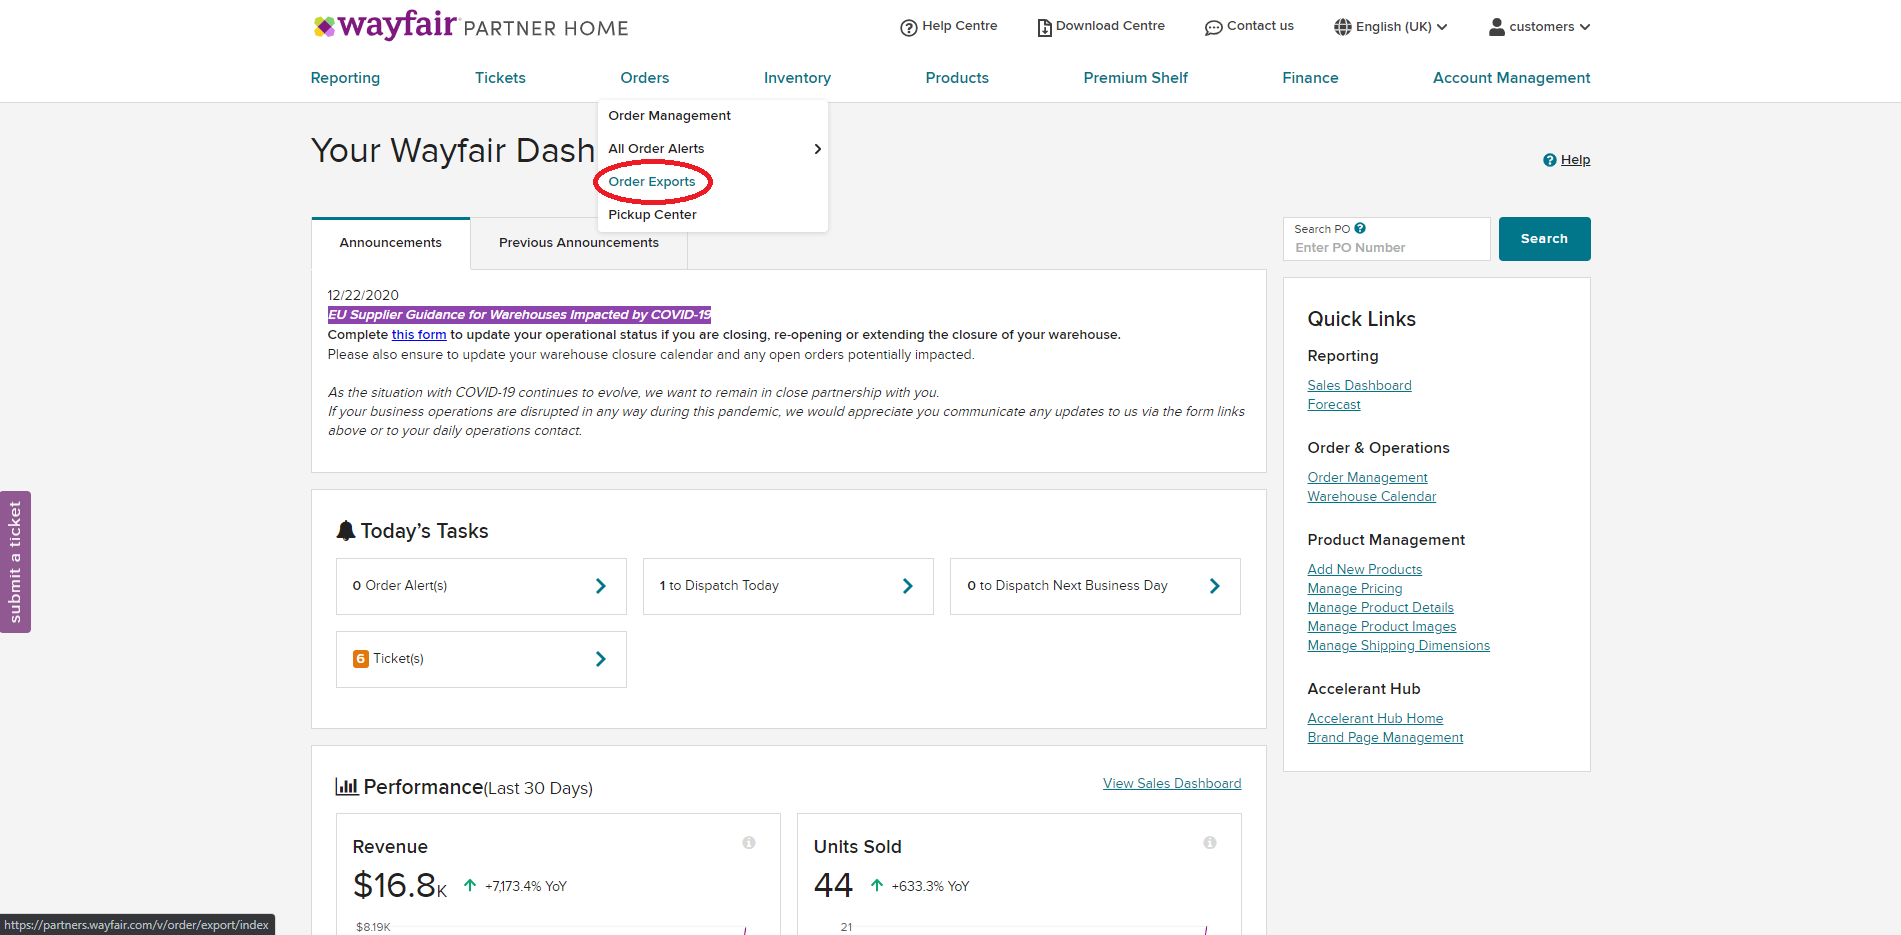 wayfair PARTNER HOME
Help Centre
Download Centre
Contact us
English (UK)
customers
Reporting
Tickets
Orders
Inventory
Products
Premium Shelf
Finance
Account Management
Order Management
All Order Alerts
Order Exports
Pickup Center
Your Wayfair Dash
? Help
Announcements
Previous Announcements
Search PO ?
Enter PO Number
Search
12/22/2020
EU Supplier Guidance for Warehouses Impacted by COVID-19
Complete this form to update your operational status if you are closing, re-opening or extending the closure of your warehouse.
Please also ensure to update your warehouse closure calendar and any open orders potentially impacted.
As the situation with COVID-19 continues to evolve, we want to remain in close partnership with you.
If your business operations are disrupted in any way during this pandemic, we would appreciate you communicate any updates to us via the form links
above or to your daily operations contact.
Quick Links
Reporting
Sales Dashboard
Forecast
Order & Operations
Order Management
Warehouse Calendar
Product Management
Add New Products
Manage Pricing
Manage Product Details
Manage Product Images
Manage Shipping Dimensions
Accelerant Hub
Accelerant Hub Home
Brand Page Management
submit a ticket
Today’s Tasks
0 Order Alert(s)
1 to Dispatch Today
0 to Dispatch Next Business Day
6 Ticket(s)
Performance(Last 30 Days)
View Sales Dashboard
Revenue
$16.8K +7,173.4% YoY
$8.19K
Units Sold
44 +633.3% YoY
21
https://partners.wayfair.com/v/order/export/index